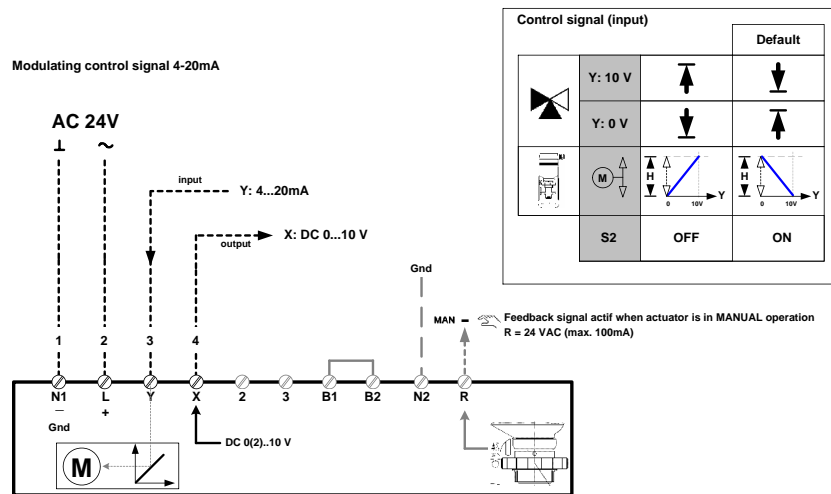 Control signal (input)
Default
Y: 10 V
Y: 0 V
M
H
Y
0
10V
H
Y
0
10V
S2
OFF
ON
Modulating control signal 4-20mA
AC 24V
~
input
Y: 4...20mA
output
X: DC 0...10 V
Gnd
MAN
Feedback signal actif when actuator is in MANUAL operation
R = 24 VAC (max. 100mA)
1
2
3
4
N1
L
Y
X
2
3
B1
B2
N2
R
–
+
Gnd
DC 0(2)..10 V
M